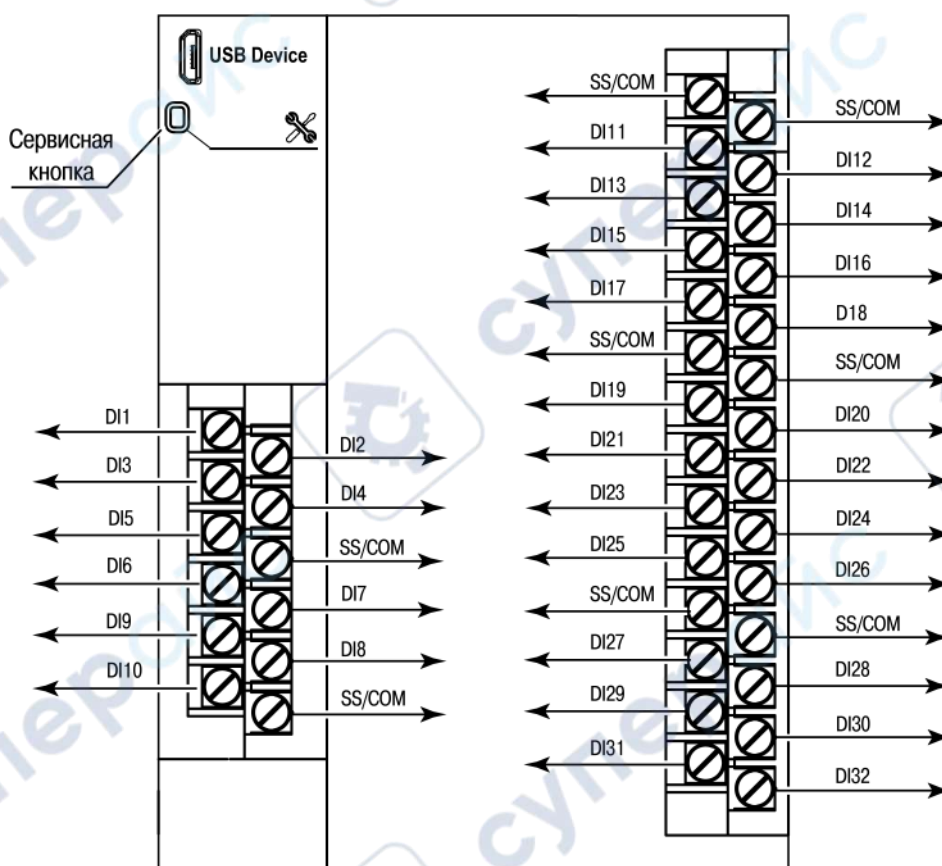 USB Device
Сервисная
кнопка
DI1
DI2
DI3
DI4
DI5
SS/COM
DI6
DI7
DI9
DI8
DI10
SS/COM
SS/COM
SS/COM
DI11
DI12
DI13
DI14
DI15
DI16
DI17
D18
SS/COM
SS/COM
DI19
DI20
DI21
DI22
DI23
DI24
DI25
DI26
SS/COM
SS/COM
DI27
DI28
DI29
DI30
DI31
DI32
суперайс